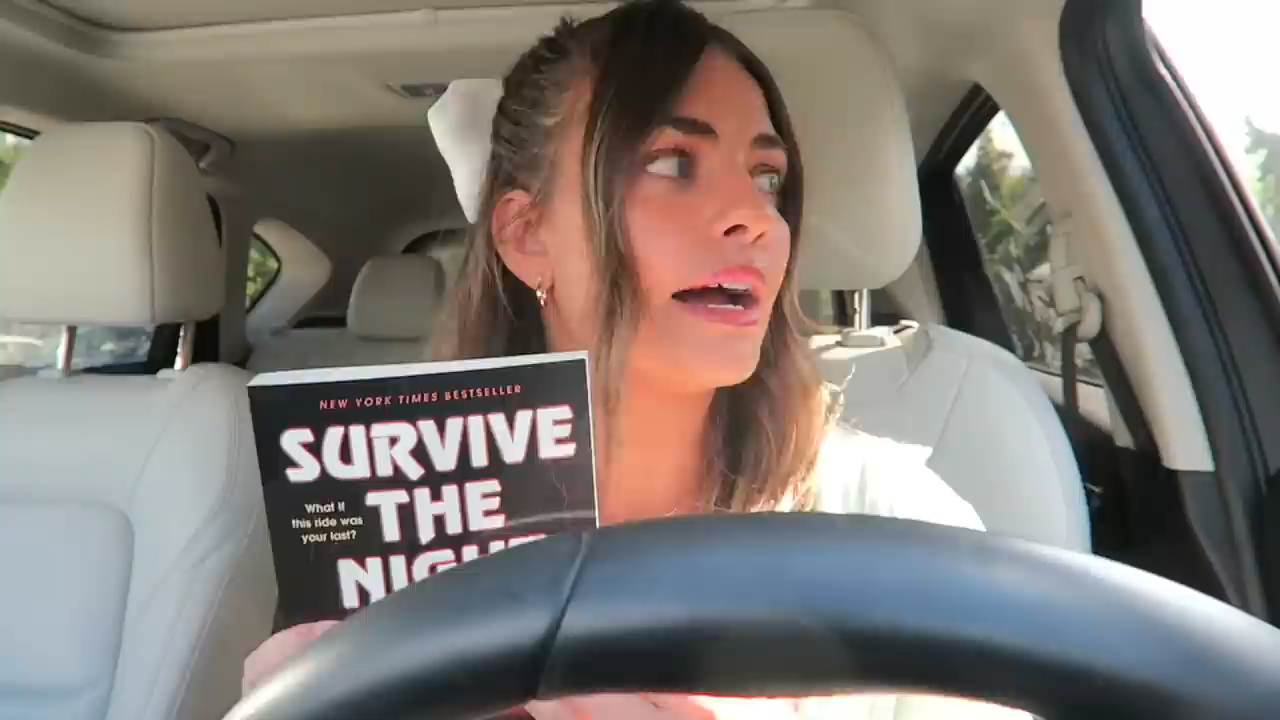 NEW YORK TIMES BESTSELLER
SURVIVE
THE
What if
this ride was
your last?